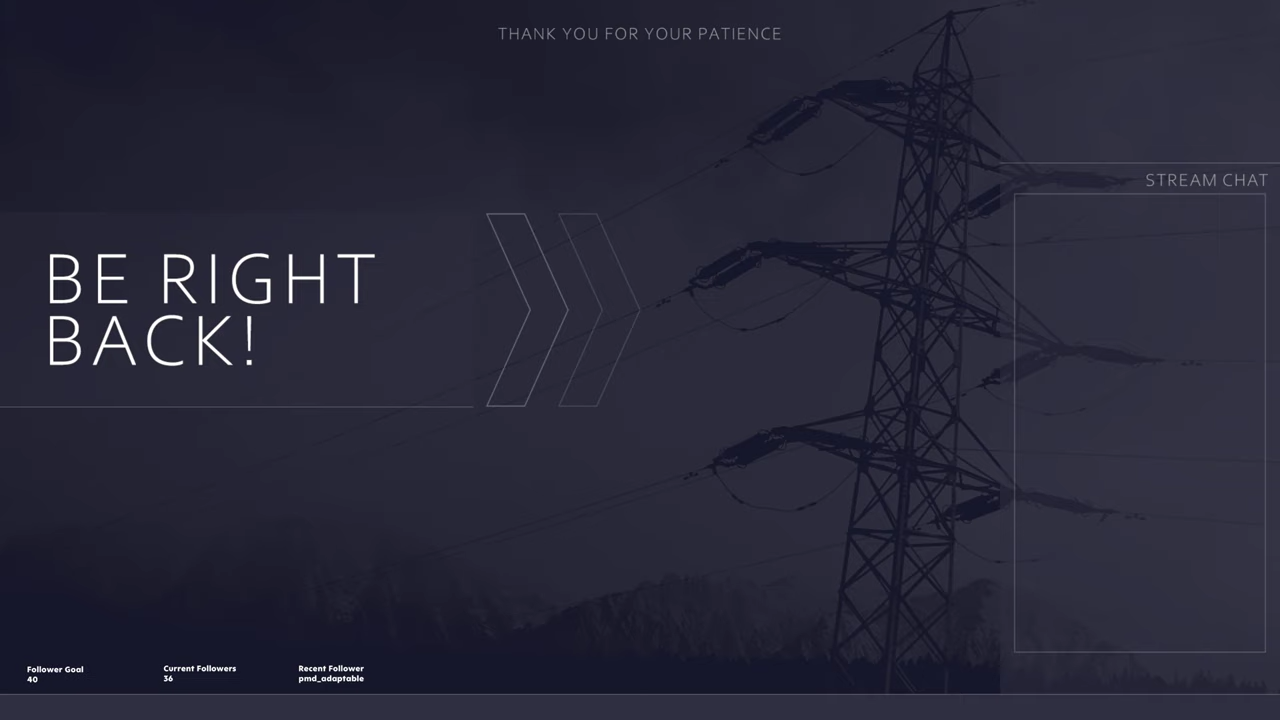 THANK YOU FOR YOUR PATIENCE
STREAM CHAT
BE RIGHT
BACK!
Follower Goal
40
Current Followers
36
Recent Follower
pmd_adaptable